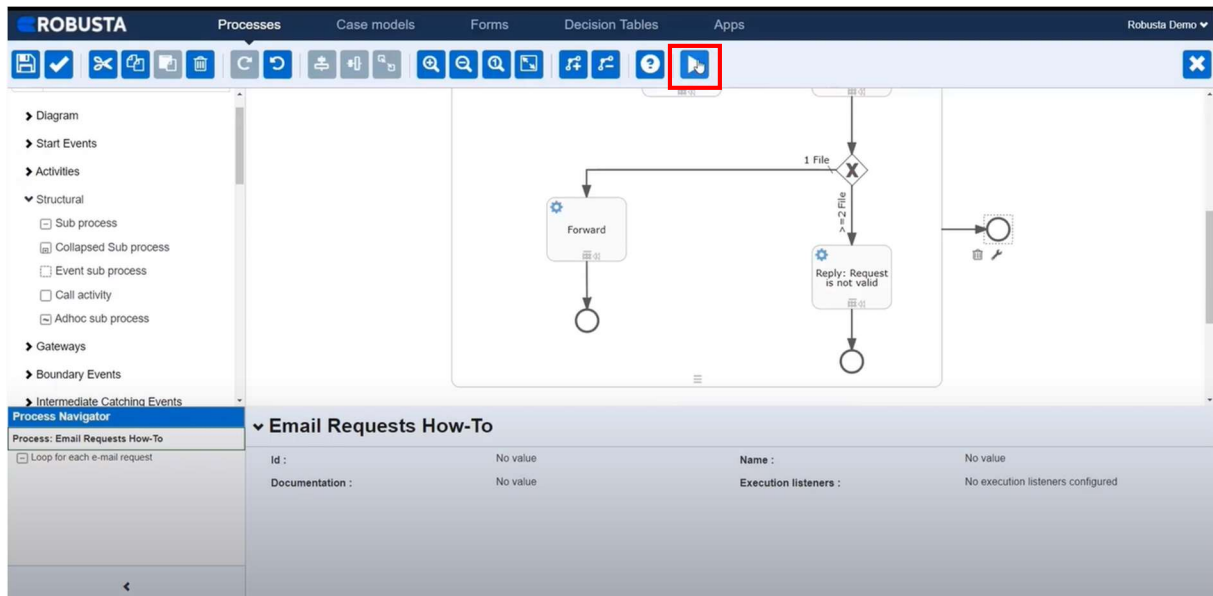 ROBUSTA
Processes
Case models
Forms
Decision Tables
Apps
Robusta Demo
Diagram
Start Events
Activities
Structural
Sub process
Collapsed Sub process
Event sub process
Call activity
Adhoc sub process
Gateways
Boundary Events
Intermediate Catching Events
1 File
X
>=2 File
Forward
Reply: Request
is not valid
Process Navigator
Process: Email Requests How-To
Loop for each e-mail request
Email Requests How-To
Id : No value Name : No value
Documentation : No value Execution listeners : No execution listeners configured